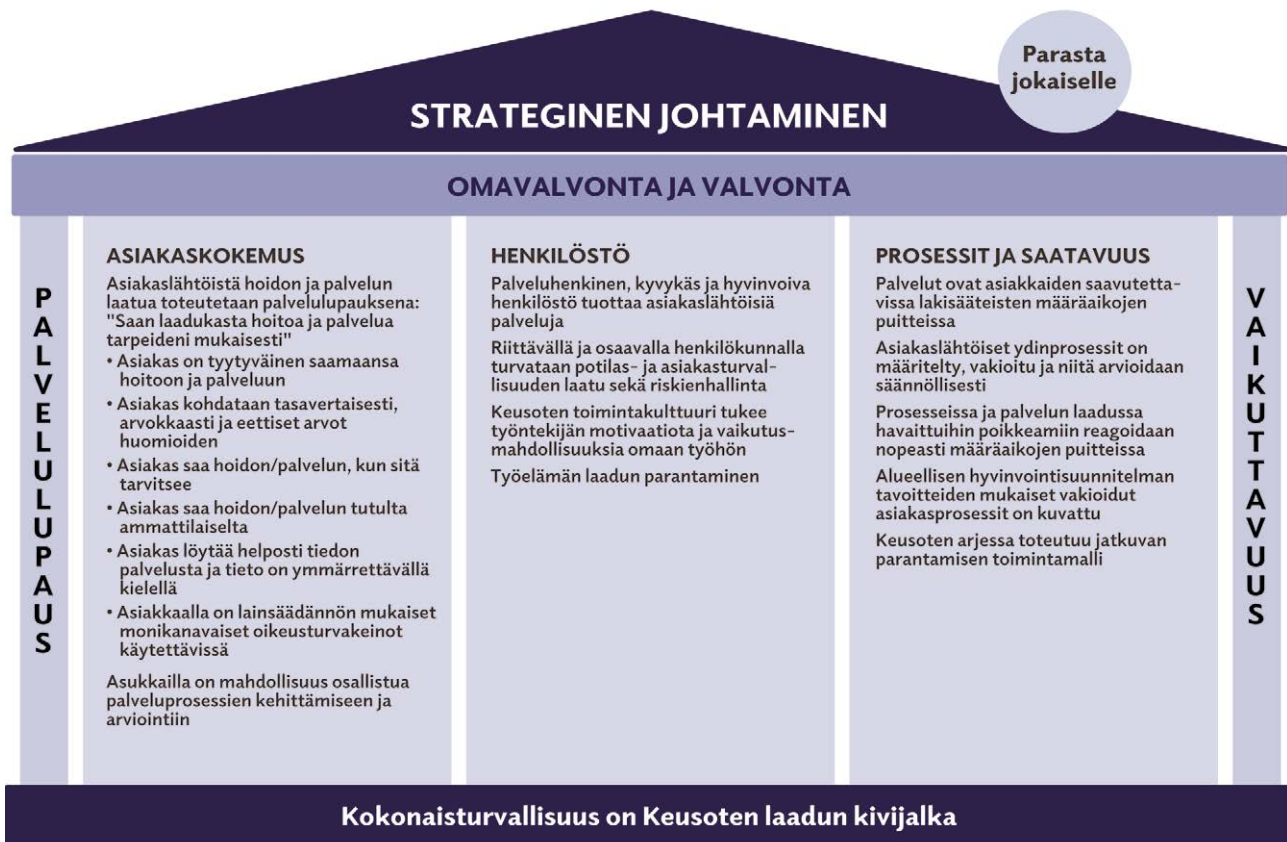 Parasta
jokaiselle
STRATEGINEN JOHTAMINEN
OMAVALVONTA JA VALVONTA
PALVELULUPAUS
ASIAKASKOKEMUS
Asiakaslähtöistä hoidon ja palvelun
laatua toteutetaan palvelulupauksena:
"Saan laadukasta hoitoa ja palvelua
tarpeideni mukaisesti"
• Asiakas on tyytyväinen saamaansa
hoitoon ja palveluun
• Asiakas kohdataan tasavertaisesti,
arvokkaasti ja eettiset arvot
huomioiden
• Asiakas saa hoidon/palvelun, kun sitä
tarvitsee
• Asiakas saa hoidon/palvelun tutulta
ammattilaiselta
• Asiakas löytää helposti tiedon
palvelusta ja tieto on ymmärrettävällä
kielellä
• Asiakkaalla on lainsäädännön mukaiset
monikanavaiset oikeusturvakeinot
käytettävissä
Asukkailla on mahdollisuus osallistua
palveluprosessien kehittämiseen ja
arviointiin
HENKILÖSTÖ
Palveluhenkinen, kyvykäs ja hyvinvoiva
henkilöstö tuottaa asiakaslähtöisiä
palveluja
Riittävällä ja osaavalla henkilökunnalla
turvataan potilas- ja asiakasturval-
lisuuden laatu sekä riskienhallinta
Keusoten toimintakulttuuri tukee
työntekijän motivaatiota ja vaikutus-
mahdollisuuksia omaan työhön
Työelämän laadun parantaminen
PROSESSIT JA SAATAVUUS
Palvelut ovat asiakkaiden saavutetta-
vissa lakisääteisten määräaikojen
puitteissa
Asiakaslähtöiset ydinprosessit on
määritelty, vakioitu ja niitä arvioidaan
säännöllisesti
Prosesseissa ja palvelun laadussa
havaittuihin poikkeamiin reagoidaan
nopeasti määräaikojen puitteissa
Alueellisen hyvinvointisuunnitelman
tavoitteiden mukaiset vakioidut
asiakasprosessit on kuvattu
Keusoten arjessa toteutuu jatkuvan
parantamisen toimintamalli
VAIKUTTAVUUS
Kokonaisturvallisuus on Keusoten laadun kivijalka